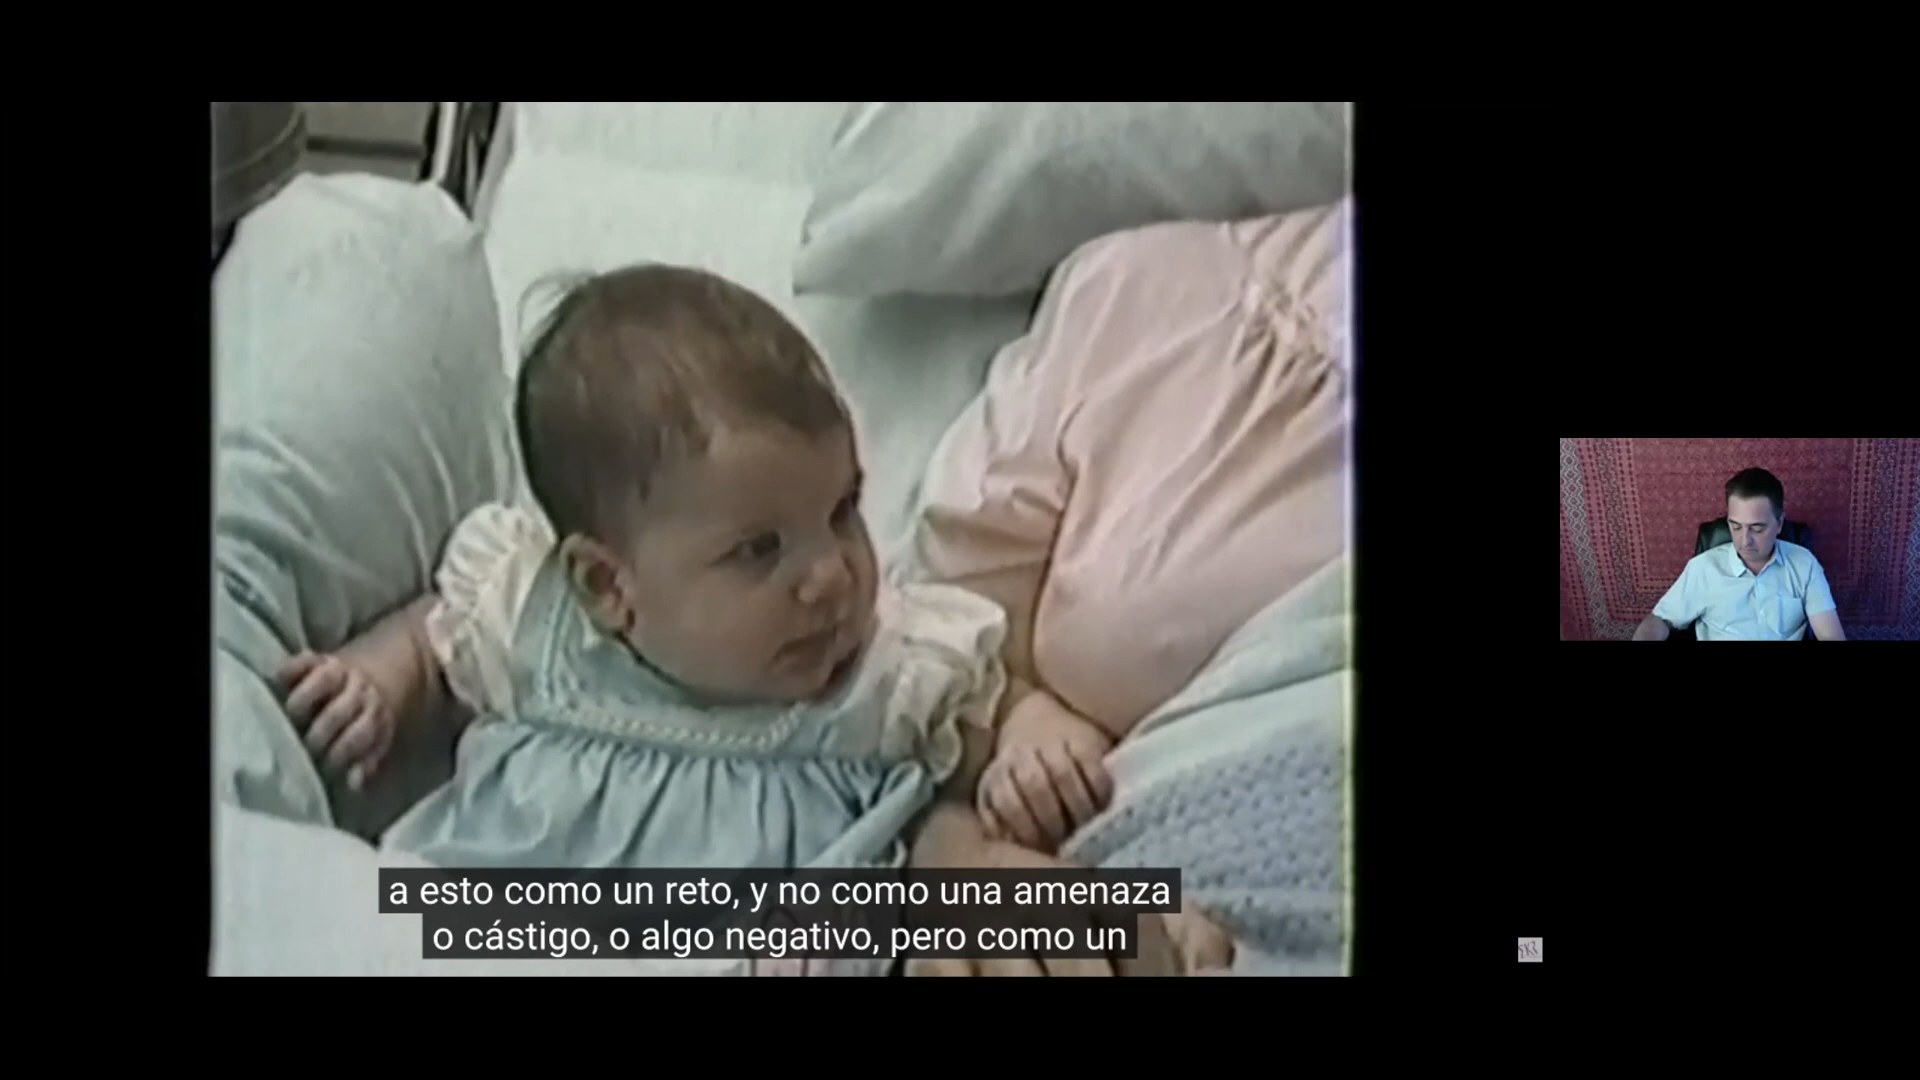 a esto como un reto, y no como una amenaza
o cástigo, o algo negativo, pero como un